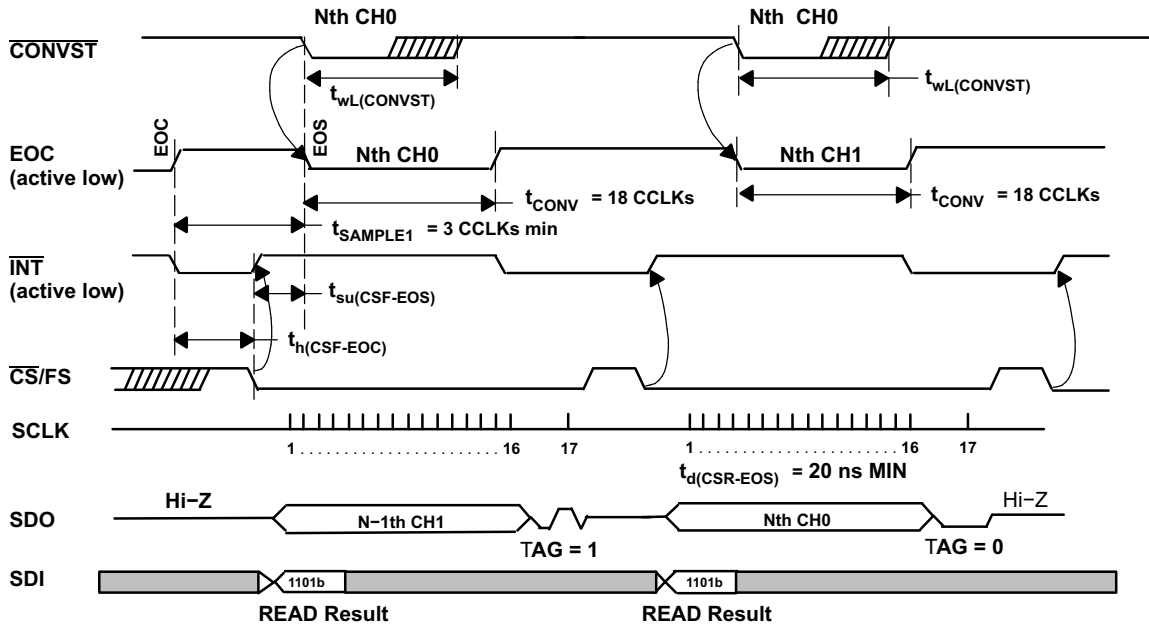 Nth CH0
Nth CH0
CONVST
twL(CONVST)
twL(CONVST)
EOC
EOS
EOC
(active low)
Nth CH0
Nth CH1
tCONV = 18 CCLKs
tCONV = 18 CCLKs
tSAMPLE1 = 3 CCLKs min
INT
(active low)
tsu(CSF-EOS)
th(CSF-EOC)
CS/FS
SCLK
1 . . . . . . . . . . . . . . . . . . . . . . 16 17
1 . . . . . . . . . . . . . . . . . . . . . . 16 17
td(CSR-EOS) = 20 ns MIN
Hi−Z
Hi−Z
SDO
N−1th CH1
Nth CH0
TAG = 1
TAG = 0
SDI
1101b
1101b
READ Result
READ Result